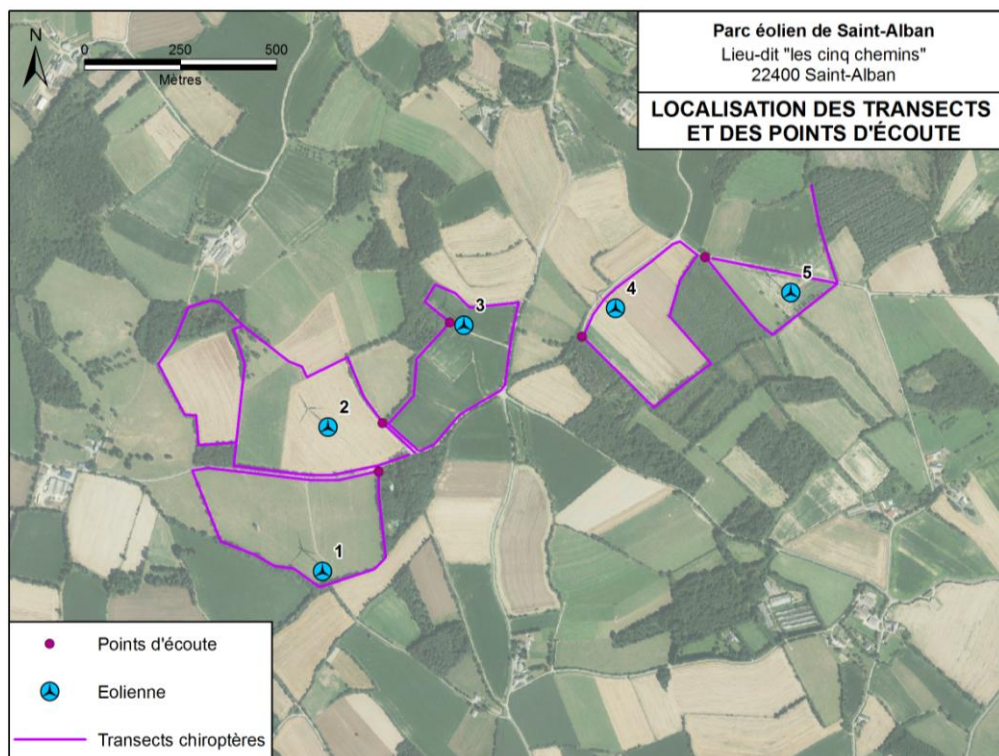 Parc éolien de Saint-Alban
Lieu-dit "les cinq chemins"
22400 Saint-Alban
LOCALISATION DES TRANSECTS
ET DES POINTS D'ÉCOUTE
N
0 250 500
Mètres
5
4
3
2
1
Points d'écoute
Eolienne
Transects chiroptères